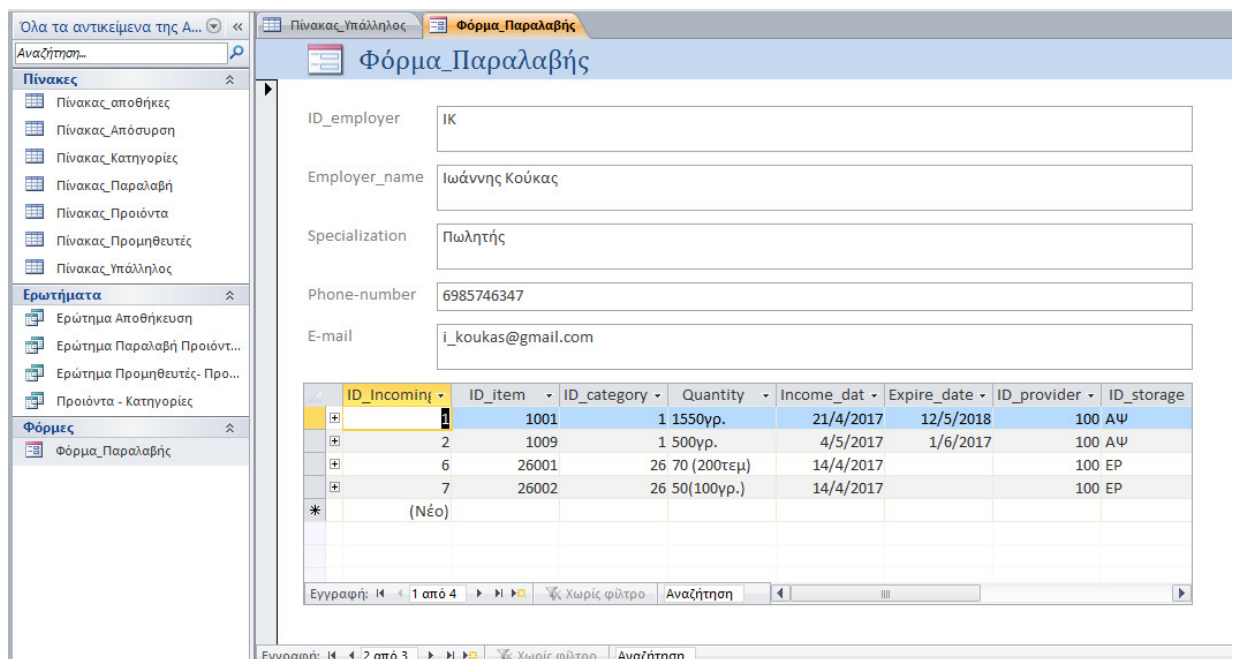 Όλα τα αντικείμενα της Α...
Αναζήτηση...
Πίνακες
Πίνακας_αποθήκες
Πίνακας_Απόσυρση
Πίνακας_Κατηγορίες
Πίνακας_Παραλαβή
Πίνακας_Προιόντα
Πίνακας_Προμηθευτές
Πίνακας_Υπάλληλος
Ερωτήματα
Ερώτημα Αποθήκευση
Ερώτημα Παραλαβή Προιόντ...
Ερώτημα Προμηθευτές- Προ...
Προιόντα - Κατηγορίες
Φόρμες
Φόρμα_Παραλαβής
Πίνακας_Υπάλληλος Φόρμα_Παραλαβής
Φόρμα_Παραλαβής
ID_employer ΙΚ
Employer_name Ιωάννης Κούκας
Specialization Πωλητής
Phone-number 6985746347
E-mail i_koukas@gmail.com
ID_Incoming ID_item ID_category Quantity Income_dat Expire_date ID_provider ID_storage
1 1001 1 1550γρ. 21/4/2017 12/5/2018 100 ΑΨ
2 1009 1 500γρ. 4/5/2017 1/6/2017 100 ΑΨ
6 26001 26 70 (200τεμ) 14/4/2017 100 ΕΡ
7 26002 26 50(100γρ.) 14/4/2017 100 ΕΡ
(Νέο)
Εγγραφή: 1 από 4 Χωρίς φίλτρο Αναζήτηση
Εγγραφή: 2 από 3 Χωρίς φίλτρο Αναζήτηση